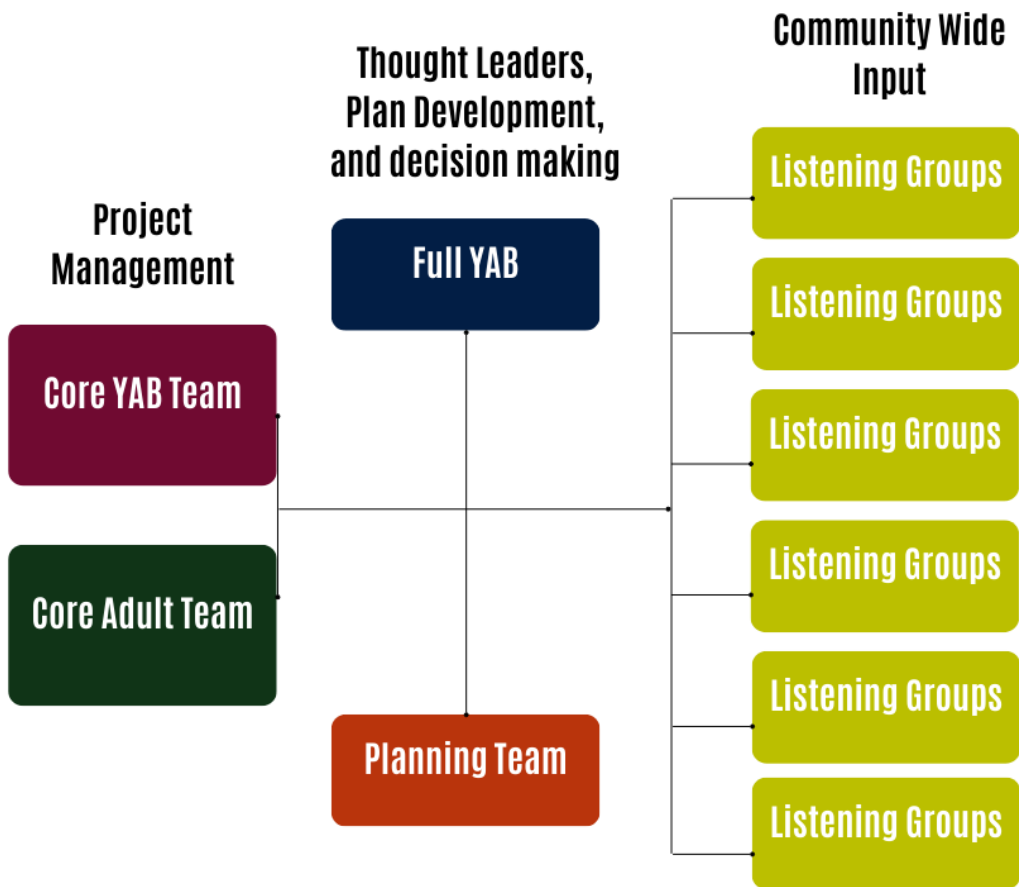 Project
Management
Core YAB Team
Core Adult Team
Thought Leaders,
Plan Development,
and decision making
Full YAB
Planning Team
Community Wide
Input
Listening Groups
Listening Groups
Listening Groups
Listening Groups
Listening Groups
Listening Groups